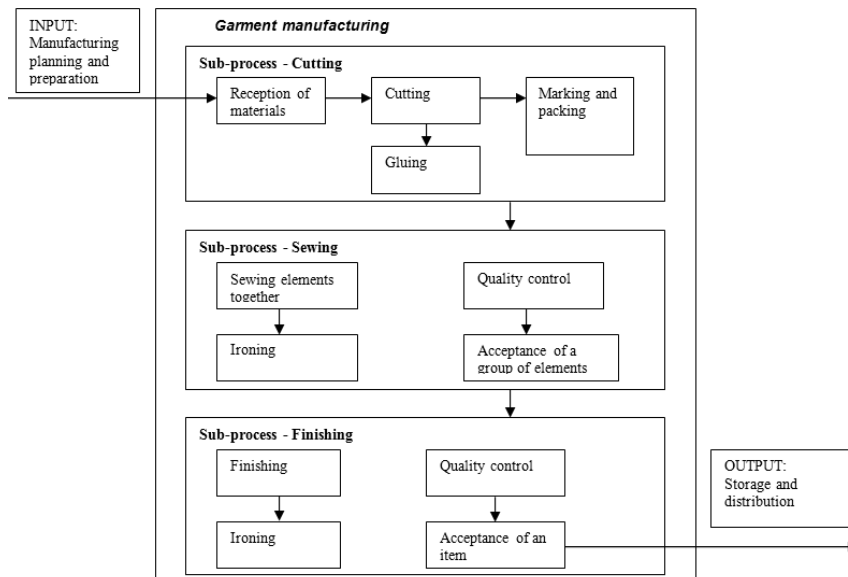 INPUT:
Manufacturing
planning and
preparation
Garment manufacturing
Sub-process - Cutting
Reception of
materials
Cutting
Marking and
packing
Gluing
Sub-process - Sewing
Sewing elements
together
Quality control
Ironing
Acceptance of a
group of elements
Sub-process - Finishing
Finishing
Quality control
Ironing
Acceptance of an
item
OUTPUT:
Storage and
distribution